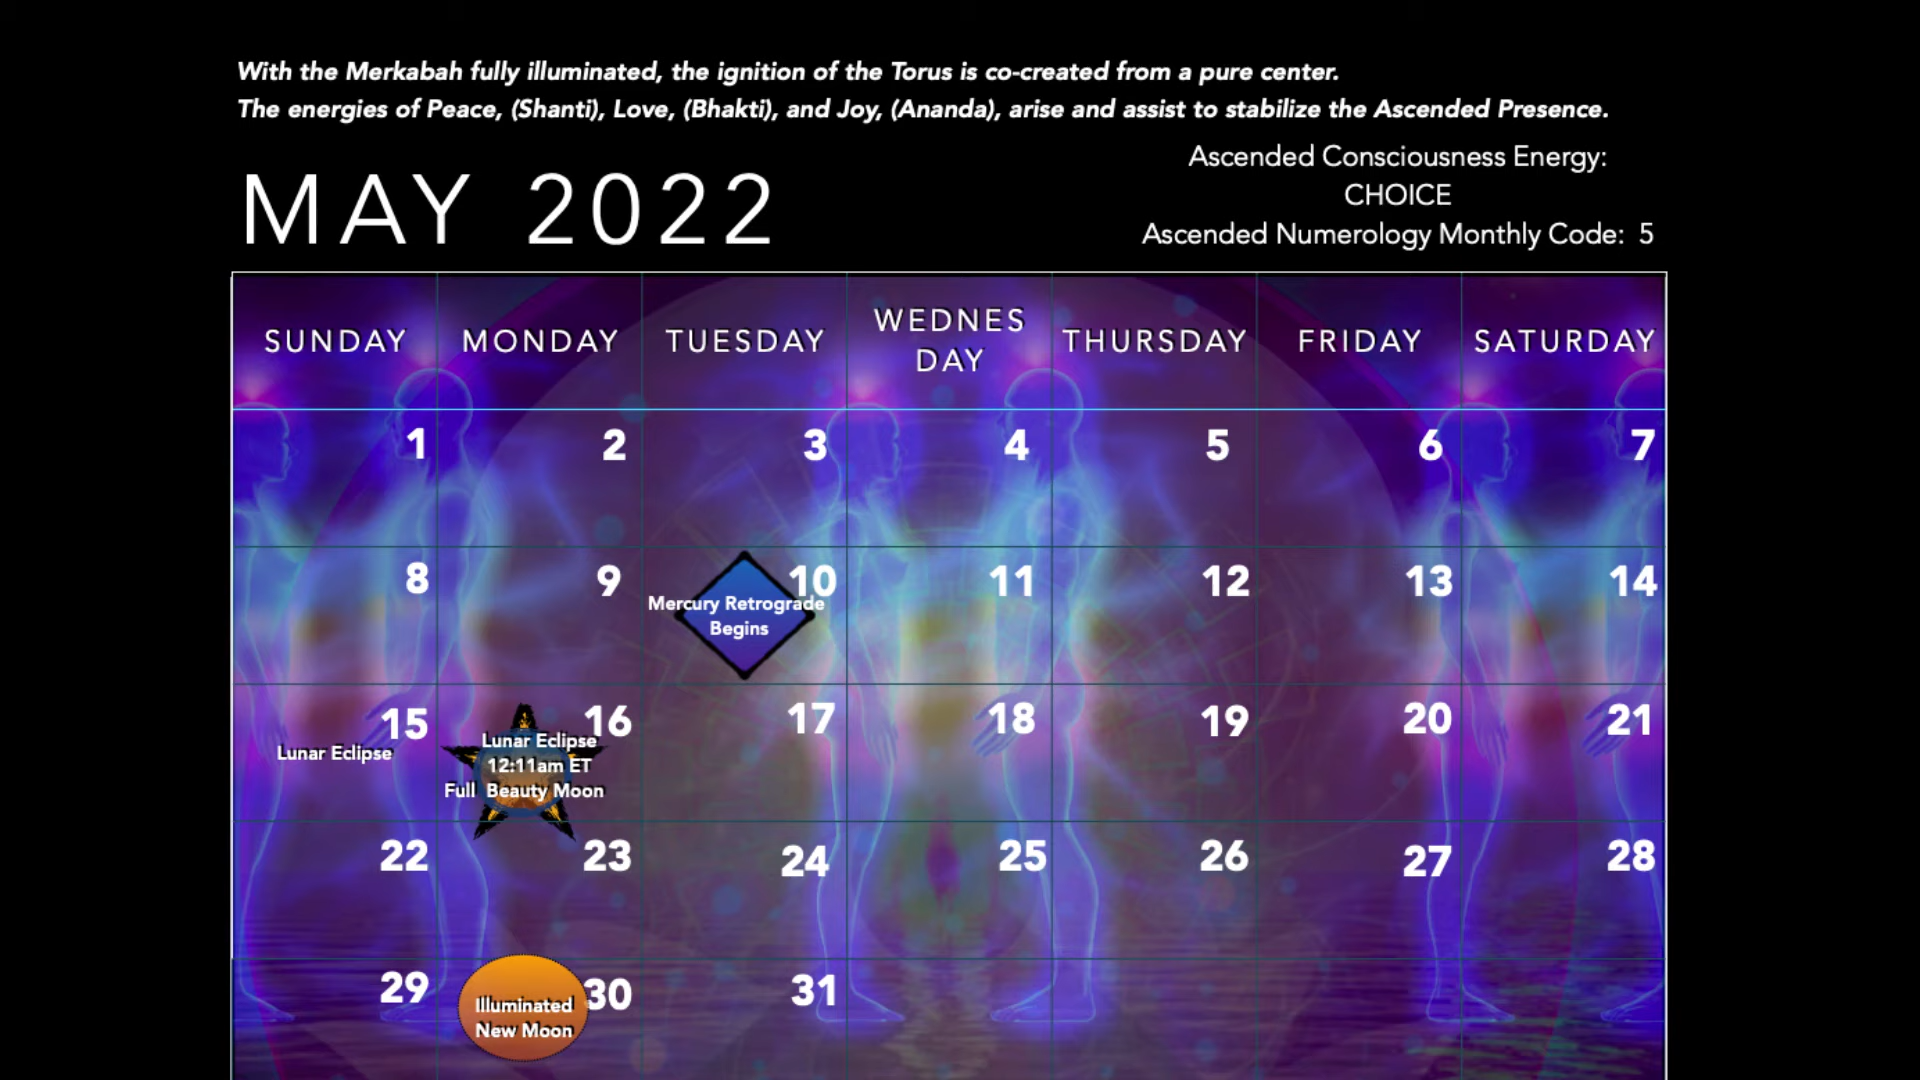 With the Merkabah fully illuminated, the ignition of the Torus is co-created from a pure center.
The energies of Peace, (Shanti), Love, (Bhakti), and Joy, (Ananda), arise and assist to stabilize the Ascended Presence.
MAY 2022
Ascended Consciousness Energy:
CHOICE
Ascended Numerology Monthly Code: 5
SUNDAY MONDAY TUESDAY WEDNES THURSDAY FRIDAY SATURDAY
DAY
1 2 3 4 5 6 7
8 9 10 11 12 13 14
Mercury Retrograde
Begins
15 16 17 18 19 20 21
Lunar Eclipse
Lunar Eclipse
12:11am ET
Full Beauty Moon
22 23 24 25 26 27 28
29 30 31
Illuminated
New Moon